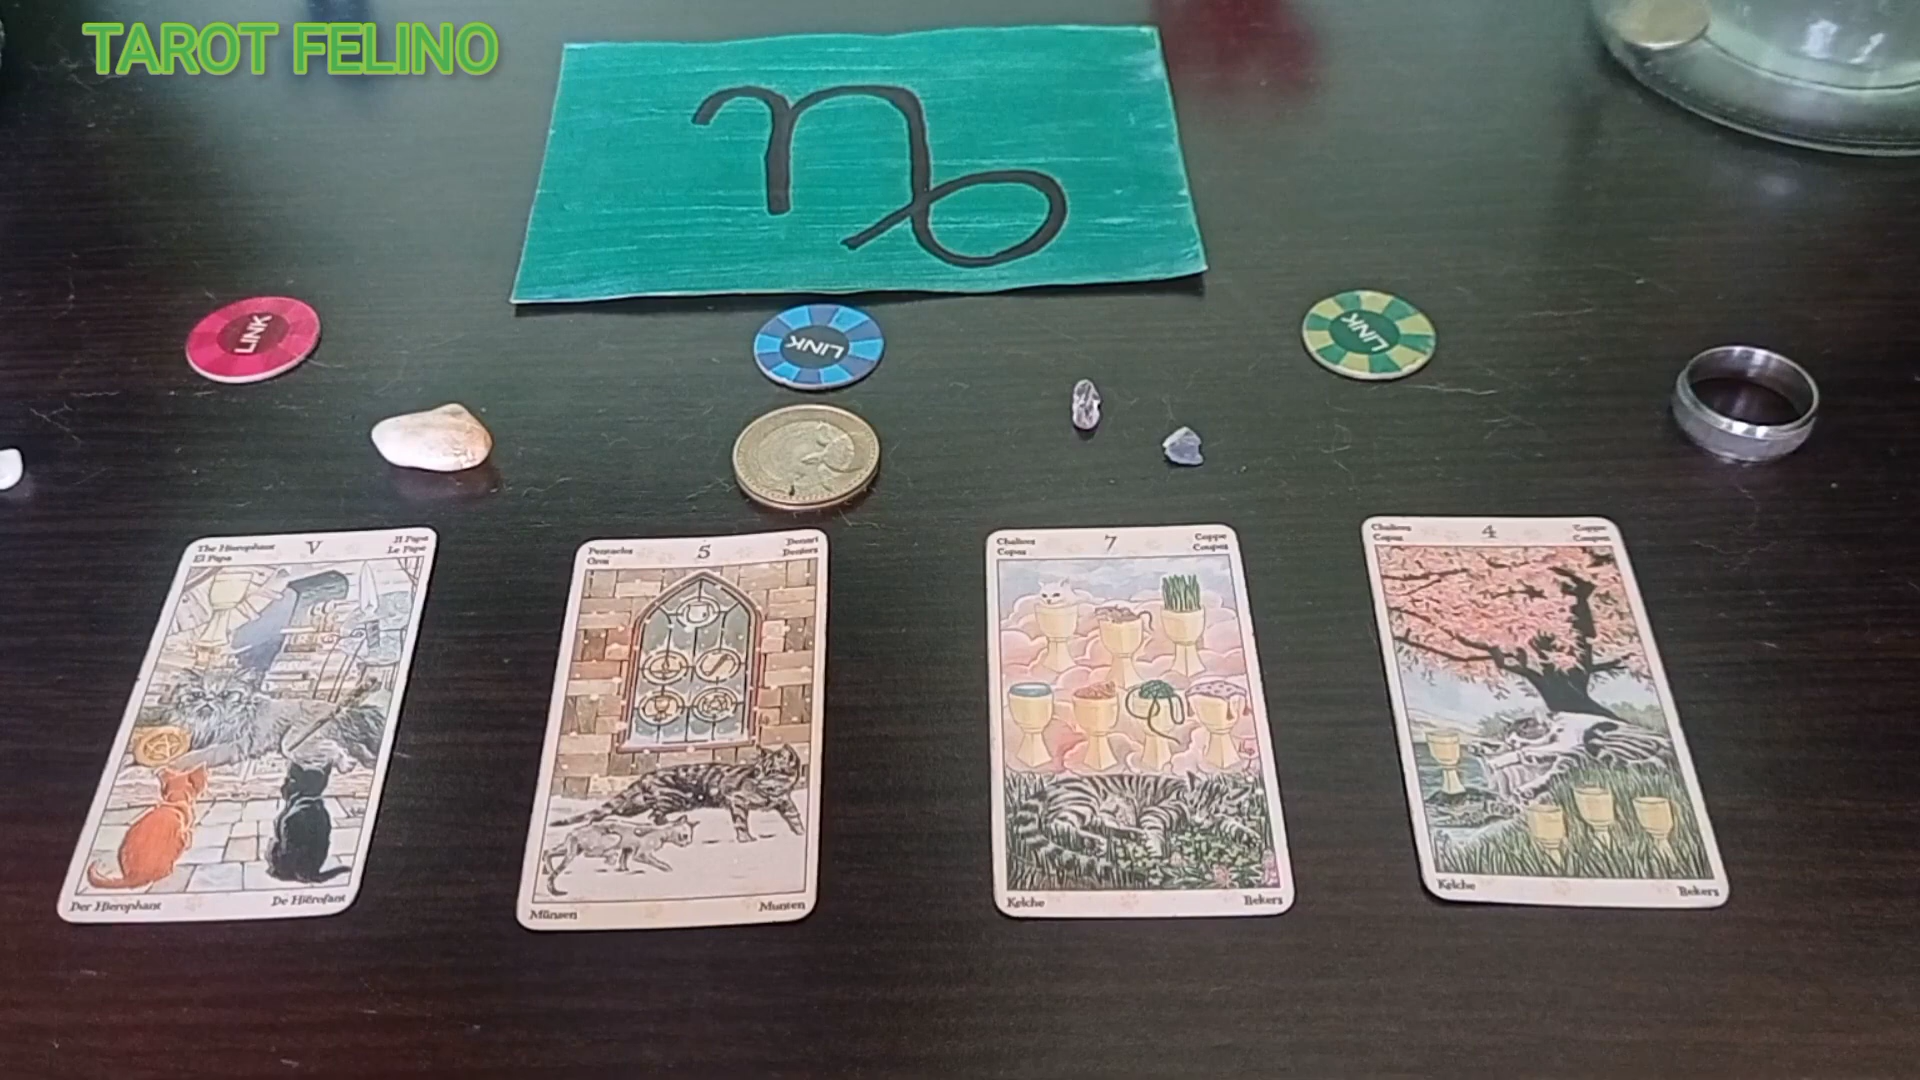 TAROT FELINO
LINK
LINK
LINK
The Hierophant V Il Papa
El Papa Le Pape
Der Hierophant De Hiërofant
Pentacles 5 Denari
Oros Deniers
Münzen Munten
Chalices 7 Coppe
Copas Coupes
Kelche Bekers
Chalices 4 Coppe
Copas Coupes
Kelche Bekers